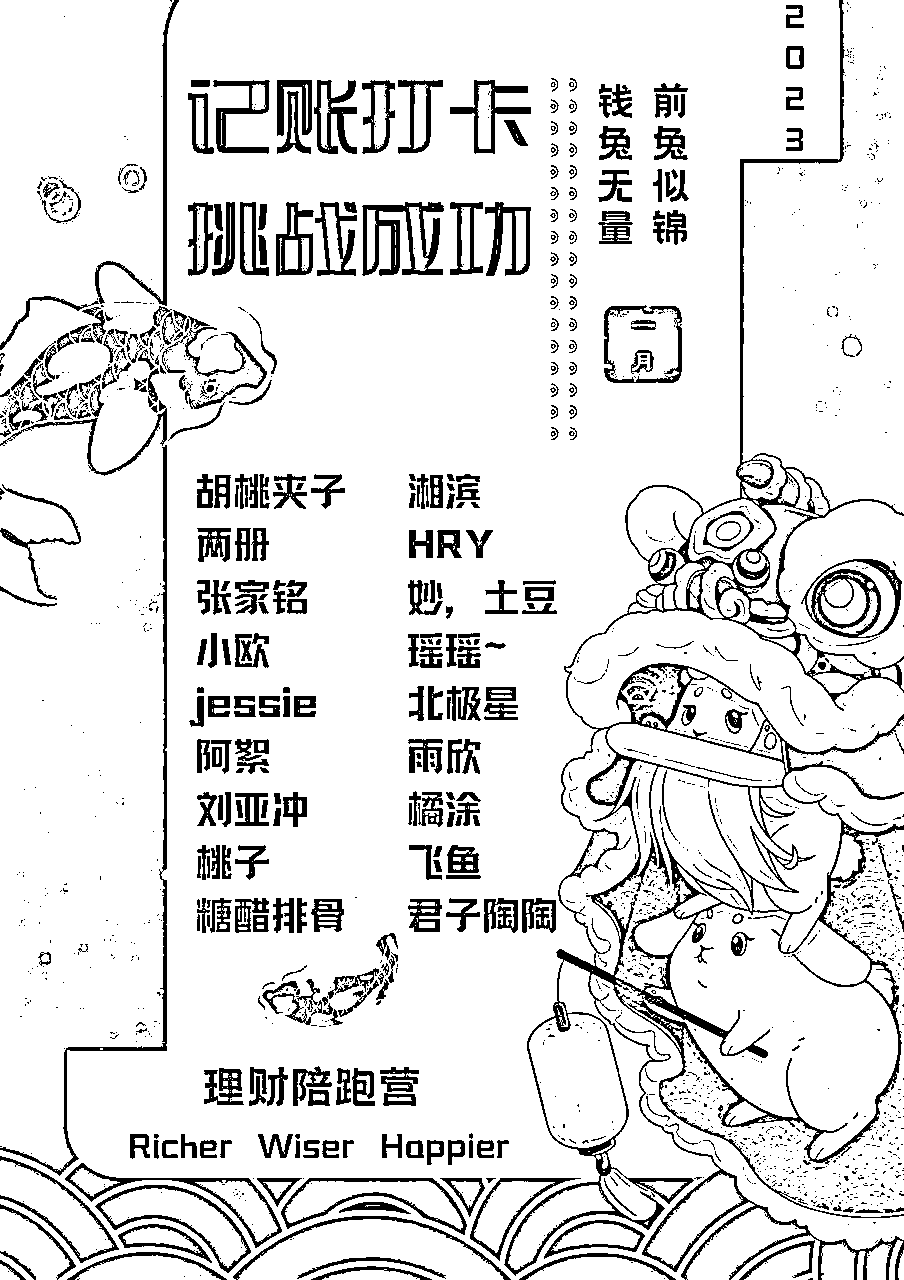 2023
记账打卡
挑战成功
前兔似锦
钱兔无量
二月
胡桃夹子
湘滨
两册
HRY
张家铭
妙，土豆
小欧
瑶瑶~
jessie
北极星
阿絮
雨欣
刘亚冲
橘涂
桃子
飞鱼
糖醋排骨
君子陶陶
理财陪跑营
Richer Wiser Happier